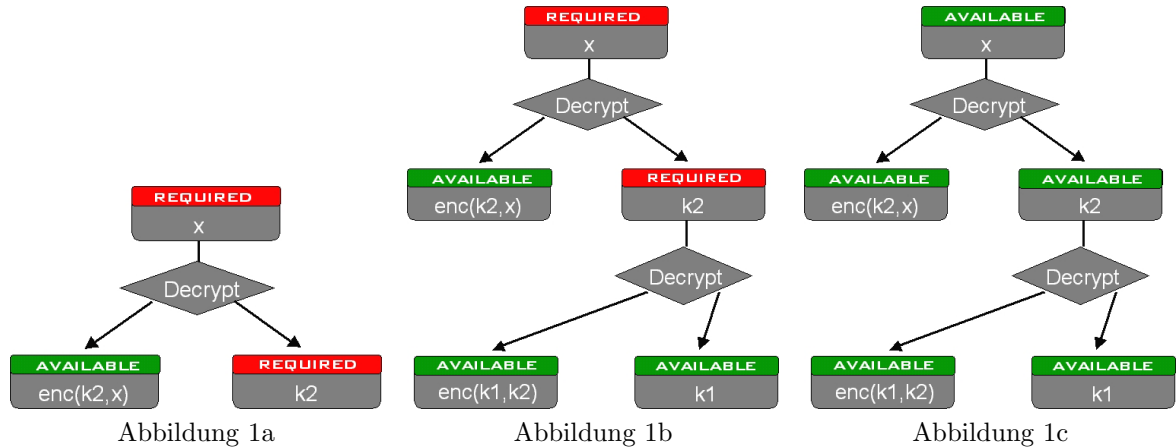 REQUIRED
x
Decrypt
AVAILABLE
enc(k2,x)
REQUIRED
k2
Abbildung 1a
REQUIRED
x
Decrypt
AVAILABLE
enc(k2,x)
REQUIRED
k2
Decrypt
AVAILABLE
enc(k1,k2)
AVAILABLE
k1
Abbildung 1b
AVAILABLE
x
Decrypt
AVAILABLE
enc(k2,x)
AVAILABLE
k2
Decrypt
AVAILABLE
enc(k1,k2)
AVAILABLE
k1
Abbildung 1c